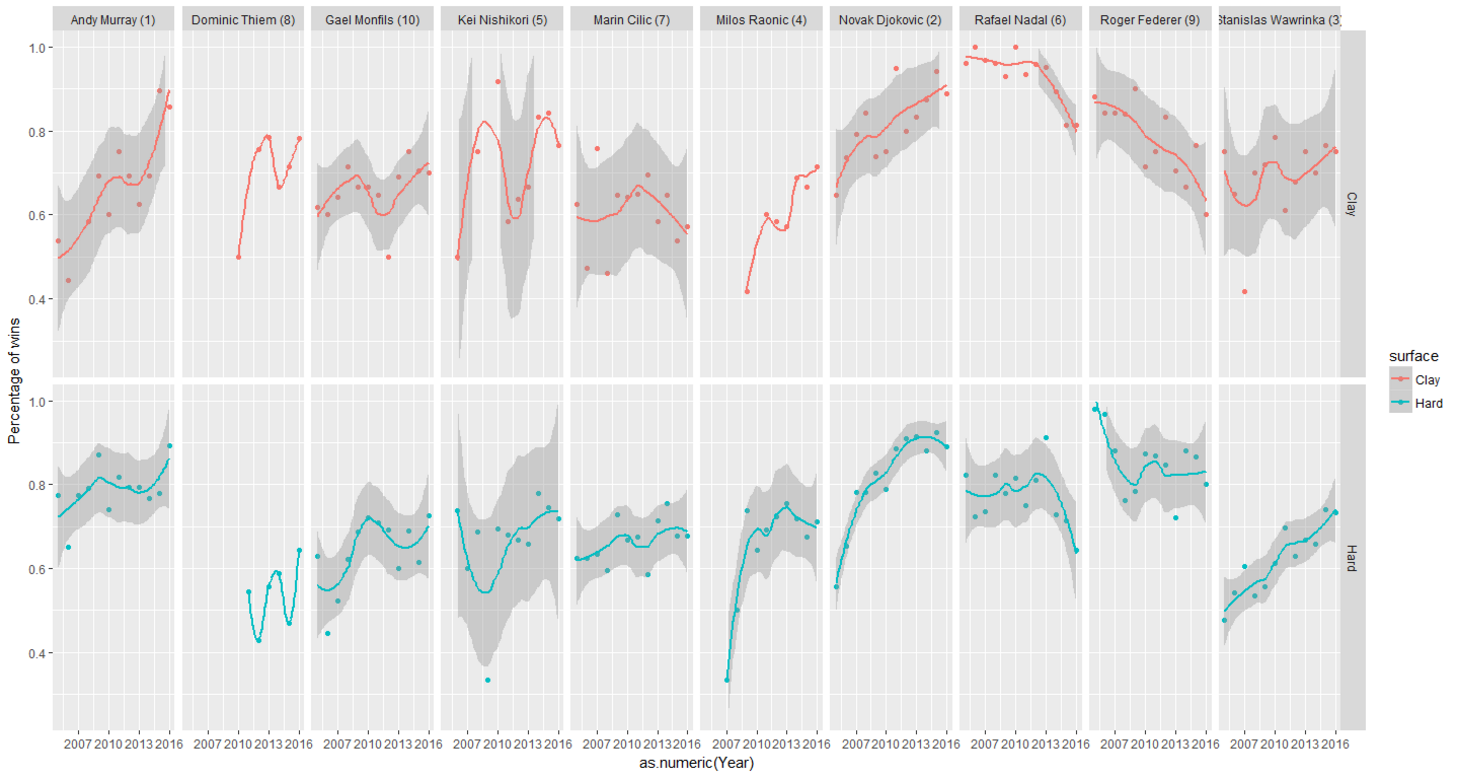 Andy Murray (1) Dominic Thiem (8) Gael Monfils (10) Kei Nishikori (5) Marin Cilic (7) Milos Raonic (4) Novak Djokovic (2) Rafael Nadal (6) Roger Federer (9) Stanislas Wawrinka (3)
1.0
0.8
0.6
0.4
Clay
Percentage of wins
1.0
0.8
0.6
0.4
Hard
surface
Clay
Hard
2007 2010 2013 2016 2007 2010 2013 2016 2007 2010 2013 2016 2007 2010 2013 2016 2007 2010 2013 2016 2007 2010 2013 2016 2007 2010 2013 2016 2007 2010 2013 2016 2007 2010 2013 2016 2007 2010 2013 2016
as.numeric(Year)